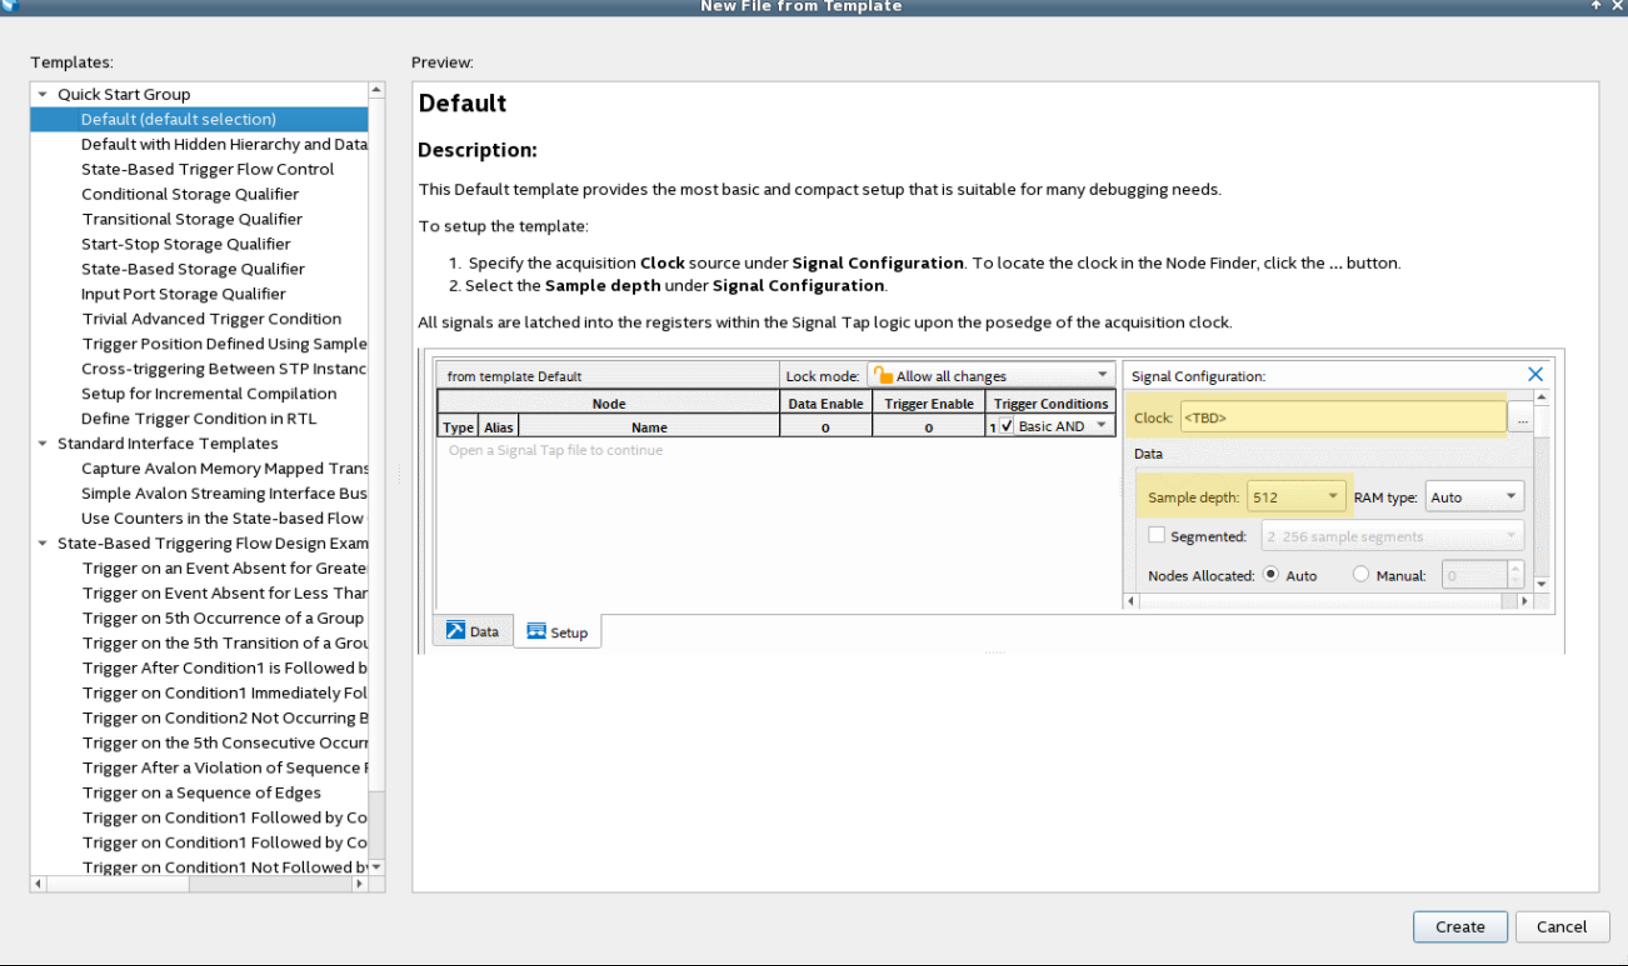 New File from Template
Templates:
Quick Start Group
Default (default selection)
Default with Hidden Hierarchy and Data
State-Based Trigger Flow Control
Conditional Storage Qualifier
Transitional Storage Qualifier
Start-Stop Storage Qualifier
State-Based Storage Qualifier
Input Port Storage Qualifier
Trivial Advanced Trigger Condition
Trigger Position Defined Using Sample
Cross-triggering Between STP Instanc
Setup for Incremental Compilation
Define Trigger Condition in RTL
Standard Interface Templates
Capture Avalon Memory Mapped Trans
Simple Avalon Streaming Interface Bus
Use Counters in the State-based Flow
State-Based Triggering Flow Design Exam
Trigger on an Event Absent for Greate
Trigger on Event Absent for Less Than
Trigger on 5th Occurrence of a Group
Trigger on the 5th Transition of a Grou
Trigger After Condition1 is Followed b
Trigger on Condition1 Immediately Fol
Trigger on Condition2 Not Occurring B
Trigger on the 5th Consecutive Occurr
Trigger After a Violation of Sequence
Trigger on a Sequence of Edges
Trigger on Condition1 Followed by Co
Trigger on Condition1 Followed by Co
Trigger on Condition1 Not Followed by
Preview:
Default
Description:
This Default template provides the most basic and compact setup that is suitable for many debugging needs.
To setup the template:
1. Specify the acquisition Clock source under Signal Configuration. To locate the clock in the Node Finder, click the ... button.
2. Select the Sample depth under Signal Configuration.
All signals are latched into the registers within the Signal Tap logic upon the posedge of the acquisition clock.
from template Default Lock mode: Allow all changes
Node Data Enable Trigger Enable Trigger Conditions
Type Alias Name 0 0 1 Basic AND
Open a Signal Tap file to continue
Signal Configuration:
Clock: <TBD> ...
Data
Sample depth: 512 RAM type: Auto
Segmented: 2 256 sample segments
Nodes Allocated: Auto Manual: 0
Data Setup
Create Cancel